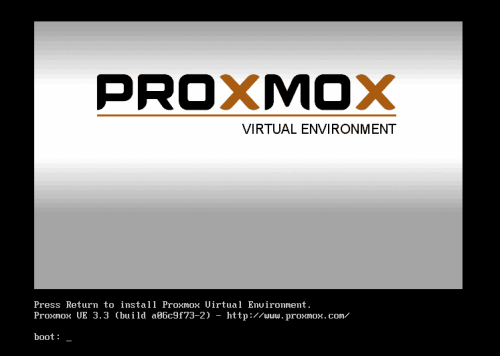 PROXMOX
VIRTUAL ENVIRONMENT
Press Return to install Proxmox Virtual Environment.
Proxmox VE 3.3 (build a06c9f73-2) - http://www.proxmox.com/
boot: _